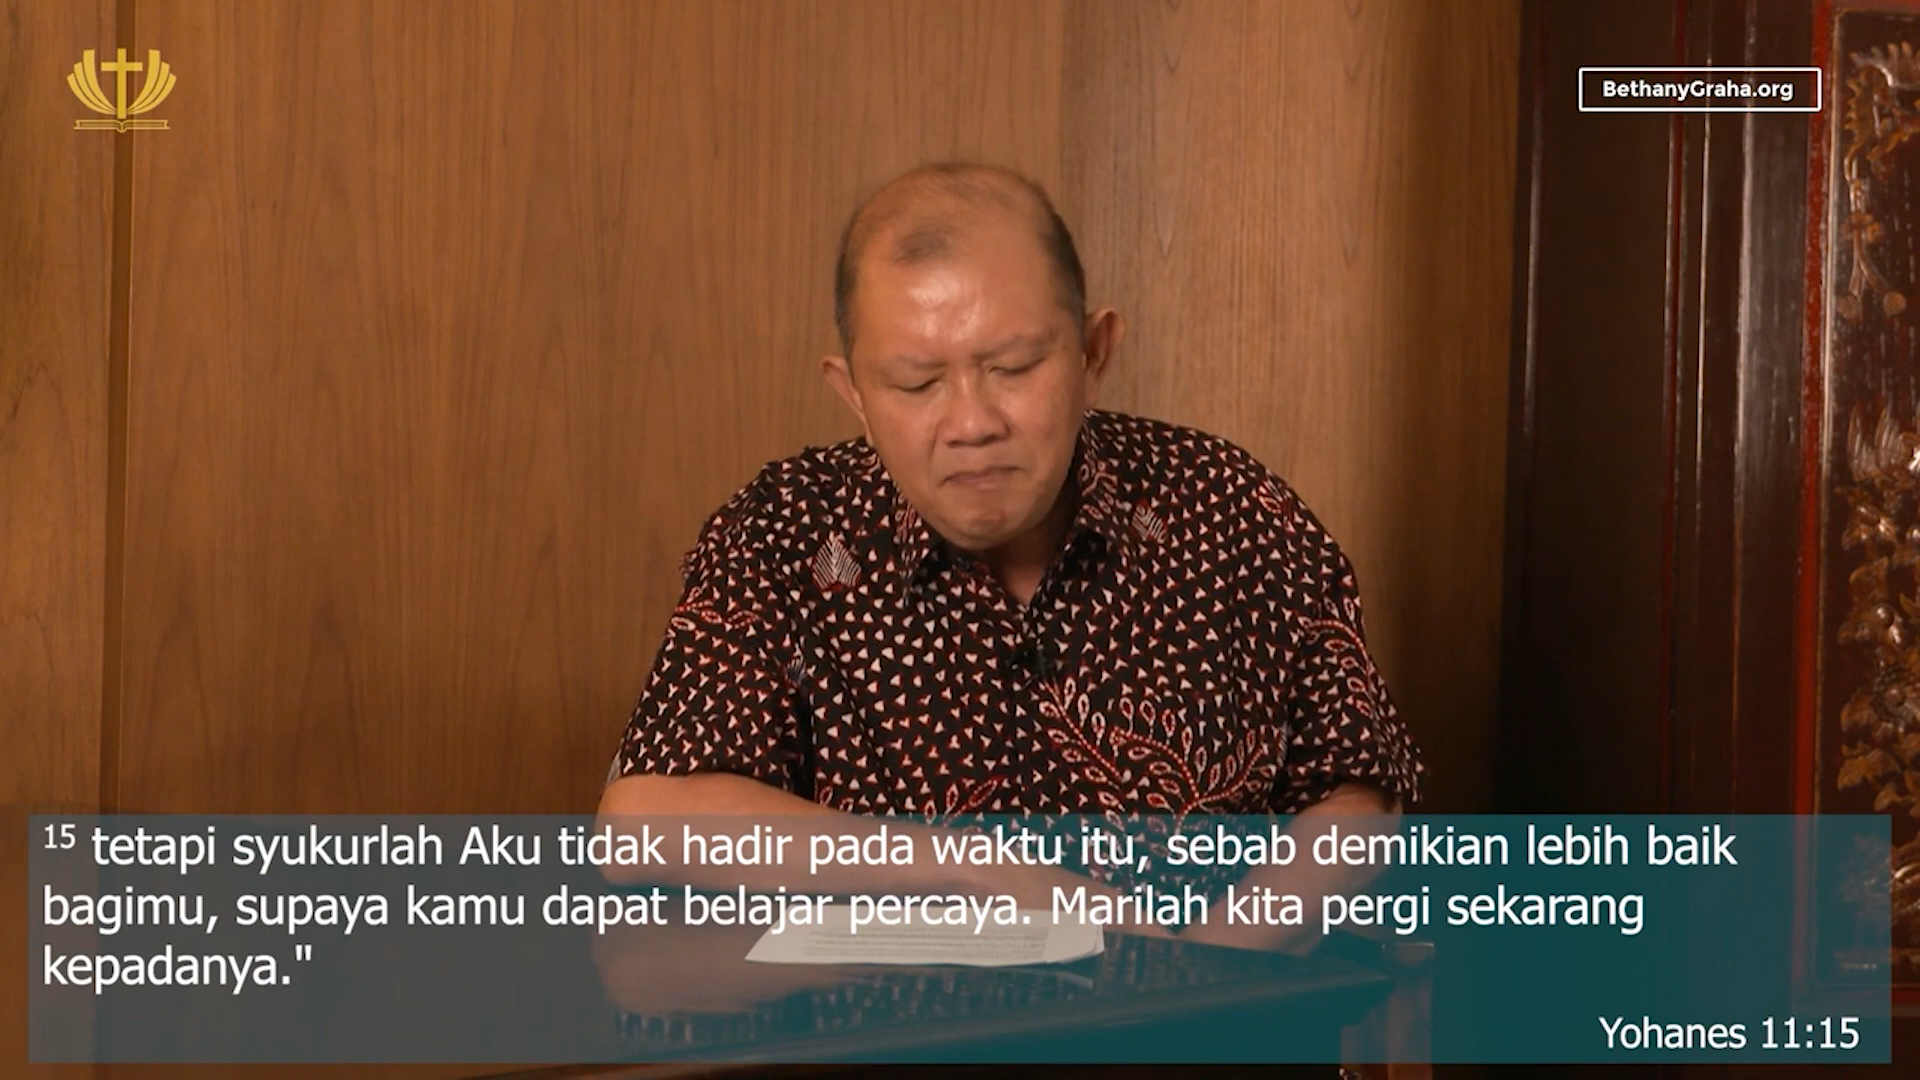 BethanyGraha.org
15 tetapi syukurlah Aku tidak hadir pada waktu itu, sebab demikian lebih baik
bagimu, supaya kamu dapat belajar percaya. Marilah kita pergi sekarang
kepadanya."
Yohanes 11:15